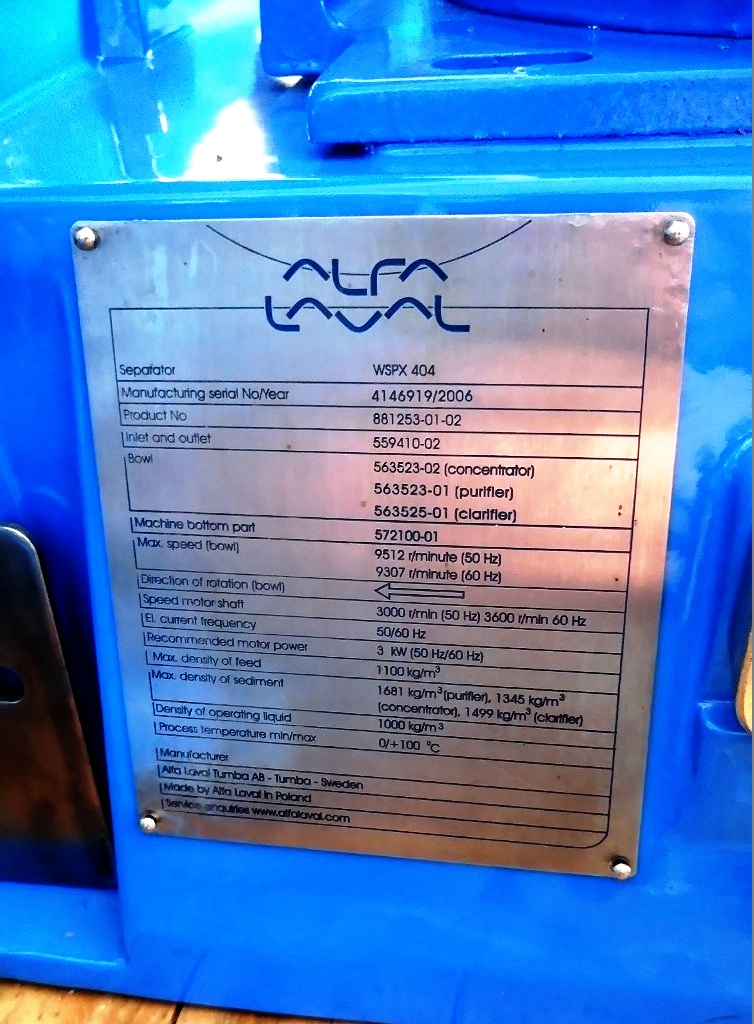 ALFA
LAVAL
Separator WSPX 404
Manufacturing serial No/Year 4146919/2006
Product No 881253-01-02
Inlet and outlet 559410-02
Bowl 563523-02 (concentrator)
563523-01 (purifier)
563525-01 (clarifier)
Machine bottom part 572100-01
Max. speed (bowl) 9512 r/minute (50 Hz)
9307 r/minute (60 Hz)
Direction of rotation (bowl)
Speed motor shaft 3000 r/min (50 Hz) 3600 r/min 60 Hz
El. current frequency 50/60 Hz
Recommended motor power 3 kW (50 Hz/60 Hz)
Max. density of feed 1100 kg/m³
Max. density of sediment 1681 kg/m³ (purifier), 1345 kg/m³
(concentrator), 1499 kg/m³ (clarifier)
Density of operating liquid 1000 kg/m³
Process temperature min/max 0/+100 °C
Manufacturer
Alfa Laval Tumba AB - Tumba - Sweden
Made by Alfa Laval in Poland
Service enquiries www.alfalaval.com